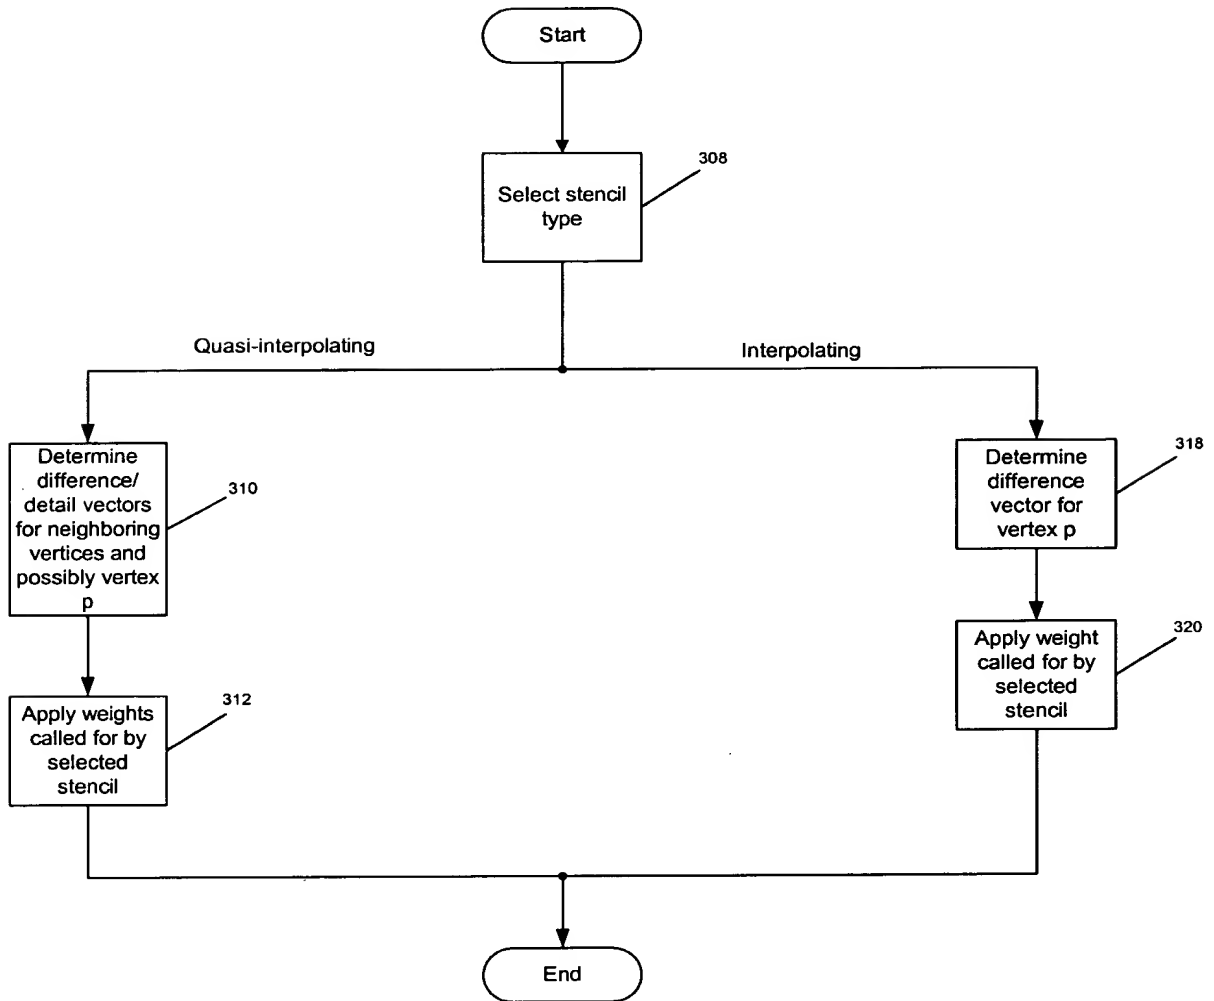 Start
Select stencil
type
308
Quasi-interpolating
Interpolating
Determine
difference/
detail vectors
for neighboring
vertices and
possibly vertex
p
310
Determine
difference
vector for
vertex p
318
Apply weights
called for by
selected
stencil
312
Apply weight
called for by
selected
stencil
320
End